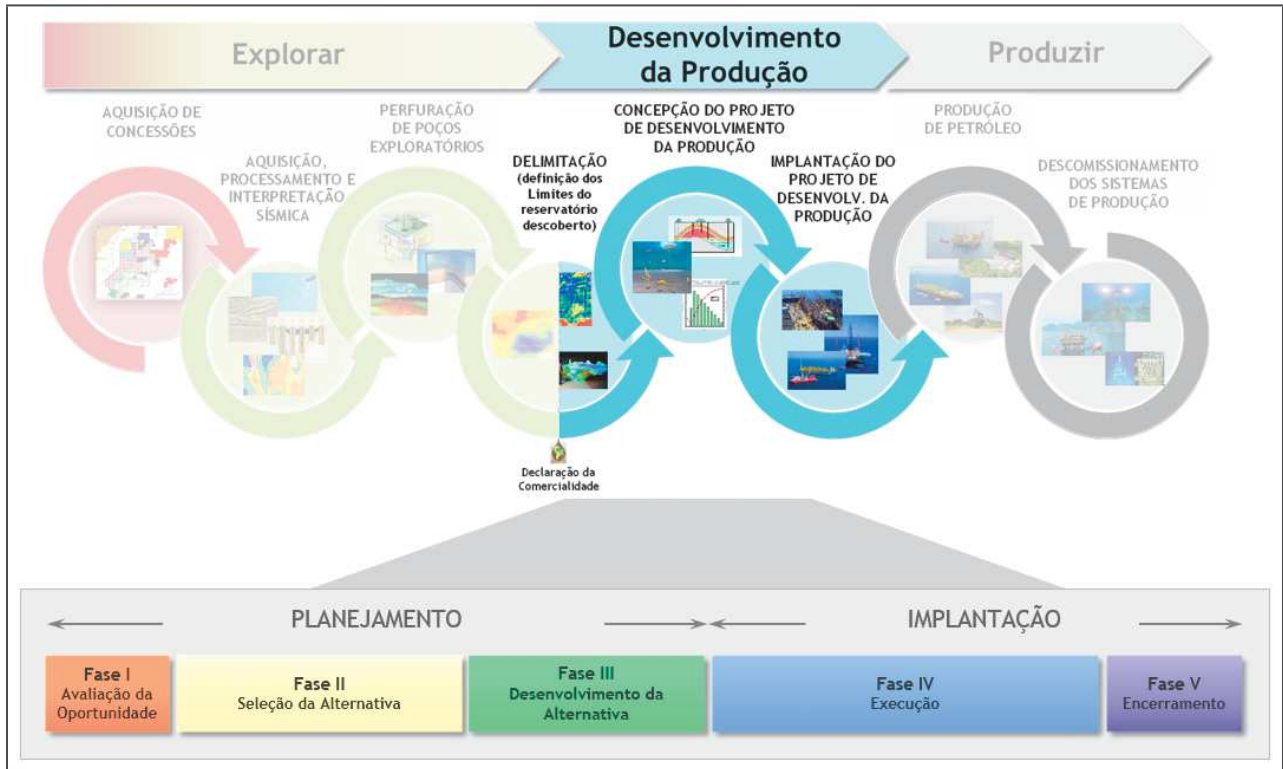 Explorar
Desenvolvimento
da Produção
Produzir
AQUISIÇÃO DE
CONCESSÕES
AQUISIÇÃO,
PROCESSAMENTO E
INTERPRETAÇÃO
SÍSMICA
PERFURAÇÃO
DE POÇOS
EXPLORATÓRIOS
DELIMITAÇÃO
(definição dos
Limites do
reservatório
descoberto)
CONCEPÇÃO DO PROJETO
DE DESENVOLVIMENTO
DA PRODUÇÃO
IMPLANTAÇÃO DO
PROJETO DE
DESENVOLV. DA
PRODUÇÃO
PRODUÇÃO
DE PETRÓLEO
DESCOMISSIONAMENTO
DOS SISTEMAS
DE PRODUÇÃO
Declaração da
Comercialidade
PLANEJAMENTO
IMPLANTAÇÃO
Fase I
Avaliação da
Oportunidade
Fase II
Seleção da Alternativa
Fase III
Desenvolvimento da
Alternativa
Fase IV
Execução
Fase V
Encerramento